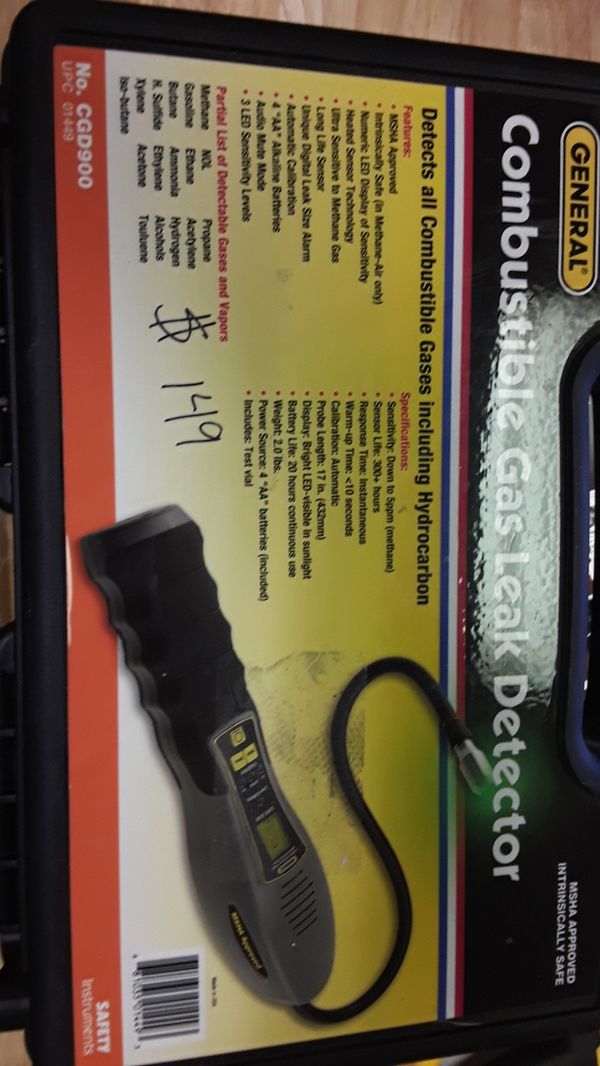 GENERAL®
Combustible Gas Leak Detector
MSHA APPROVED
INTRINSICALLY SAFE
Detects all Combustible Gases including Hydrocarbon
Features:
• MSHA Approved
• Intrinsically Safe (in Methane-Air only)
• Numeric LED Display of Sensitivity
• Heated Sensor Technology
• Ultra Sensitive to Methane Gas
• Long Life Sensor
• Unique Digital Leak Size Alarm
• Automatic Calibration
• 4 "AA" Alkaline Batteries
• Audio Mute Mode
• 3 LED Sensitivity Levels
Specifications:
• Sensitivity: Down to 5ppm (methane)
• Sensor Life: 300+ hours
• Response Time: Instantaneous
• Warm-up Time: <10 seconds
• Calibration: Automatic
• Probe Length: 17 in. (432mm)
• Display: Bright LED-visible in sunlight
• Battery Life: 20 hours continuous use
• Weight: 2.0 lbs.
• Power Source: 4 "AA" batteries (included)
• Includes: Test vial
Partial List of Detectable Gases and Vapors
Methane NOL Propane
Gasoline Ethane Acetylene
Butane Ammonia Hydrogen
H. Sulfide Ethylene Alcohols
Xylene Acetone Touluene
Iso-butane
$ 149
MSHA Approved
Made in USA
No. CGD900
UPC 01449
SAFETY
Instruments